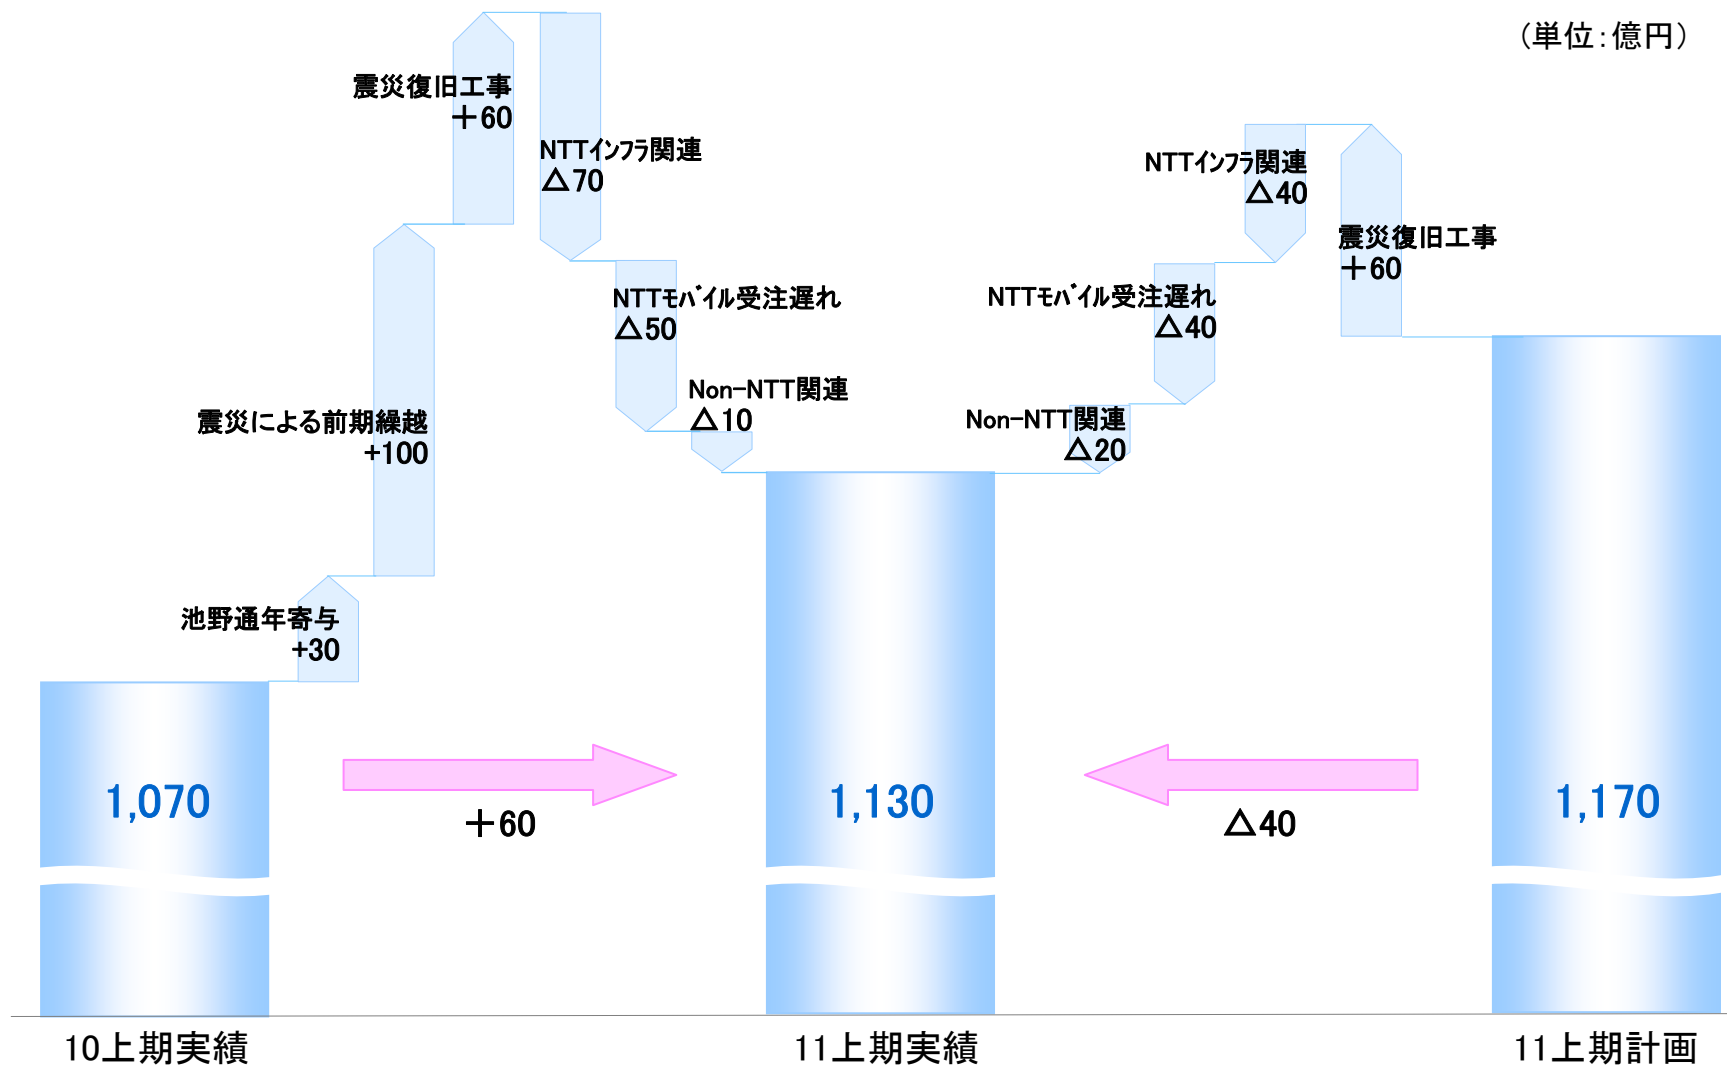 （単位：億円）
震災復旧工事
＋60
NTTインフラ関連
△70
NTTインフラ関連
△40
震災復旧工事
＋60
NTTモバイル受注遅れ
△50
NTTモバイル受注遅れ
△40
Non-NTT関連
△10
Non-NTT関連
△20
震災による前期繰越
+100
池野通年寄与
+30
1,070
＋60
1,130
△40
1,170
10上期実績
11上期実績
11上期計画